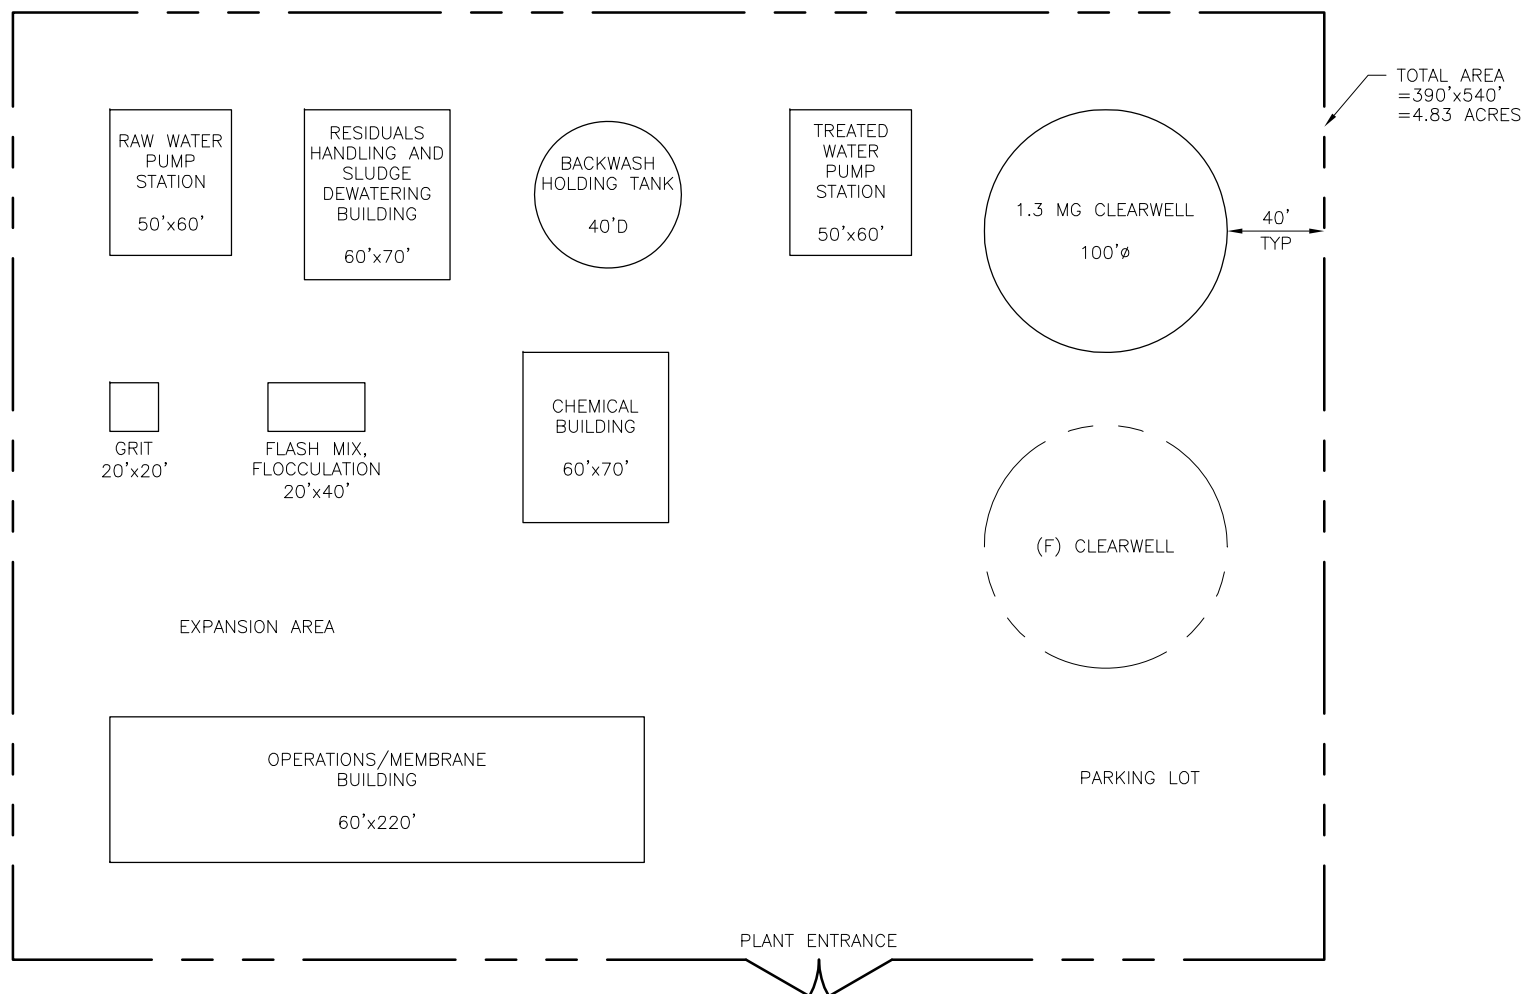 TOTAL AREA
=390'x540'
=4.83 ACRES
RAW WATER
PUMP
STATION
50'x60'
RESIDUALS
HANDLING AND
SLUDGE
DEWATERING
BUILDING
60'x70'
BACKWASH
HOLDING TANK
40'D
TREATED
WATER
PUMP
STATION
50'x60'
1.3 MG CLEARWELL
100'ø
40'
TYP
GRIT
20'x20'
FLASH MIX,
FLOCCULATION
20'x40'
CHEMICAL
BUILDING
60'x70'
(F) CLEARWELL
EXPANSION AREA
OPERATIONS/MEMBRANE
BUILDING
60'x220'
PARKING LOT
PLANT ENTRANCE